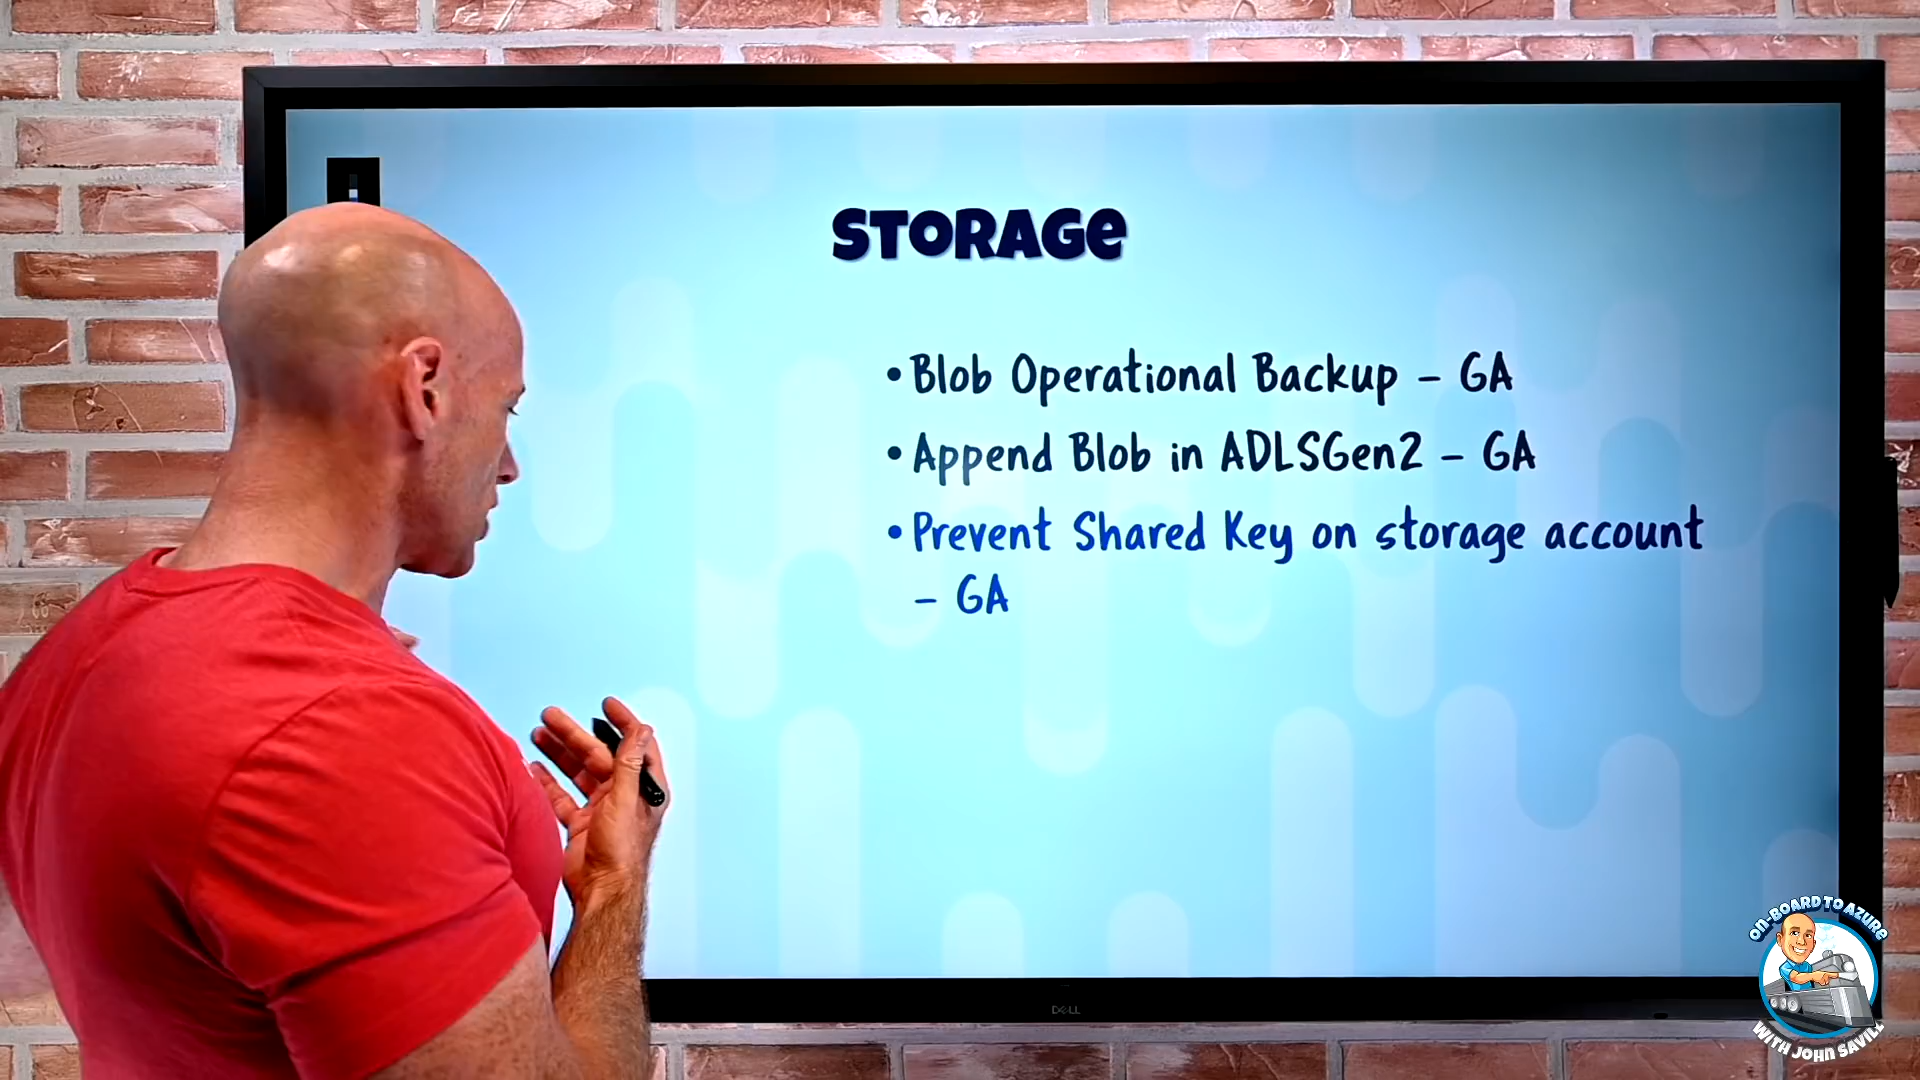 STORAGE
•Blob Operational Backup – GA
•Append Blob in ADLSGen2 – GA
•Prevent Shared Key on storage account
– GA
DELL
ON-BOARD TO AZURE
WITH JOHN SAVILL